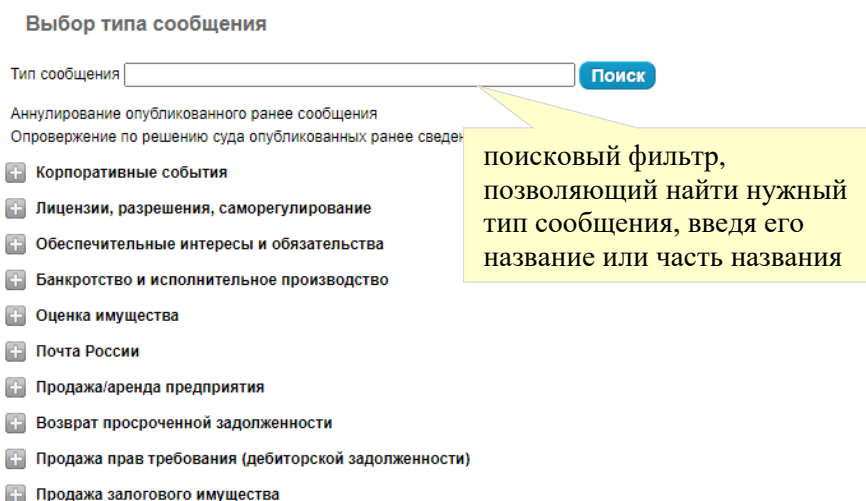 Выбор типа сообщения
Тип сообщения
Поиск
Аннулирование опубликованного ранее сообщения
Опровержение по решению суда опубликованных ранее
поисковый фильтр,
позволяющий найти нужный
тип сообщения, введя его
название или часть названия
Корпоративные события
Лицензии, разрешения, саморегулирование
Обеспечительные интересы и обязательства
Банкротство и исполнительное производство
Оценка имущества
Почта России
Продажа/аренда предприятия
Возврат просроченной задолженности
Продажа прав требования (дебиторской задолженности)
Продажа залогового имущества